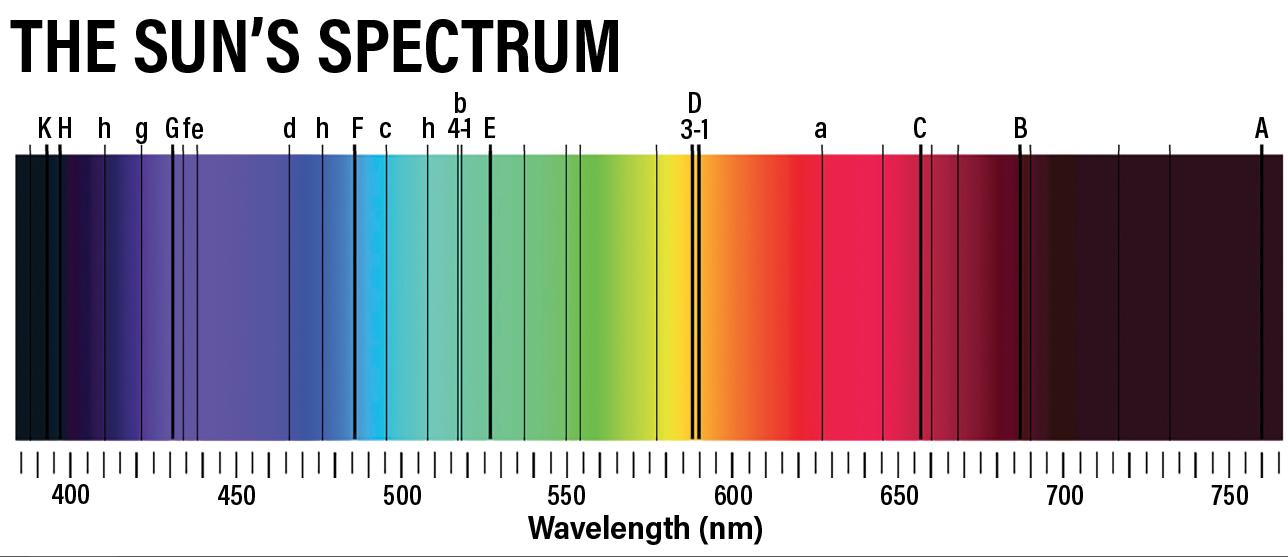 THE SUN’S SPECTRUM
b D
K H h g G f e d h F c h 4-1 E 3-1 a C B A
400 450 500 550 600 650 700 750
Wavelength (nm)